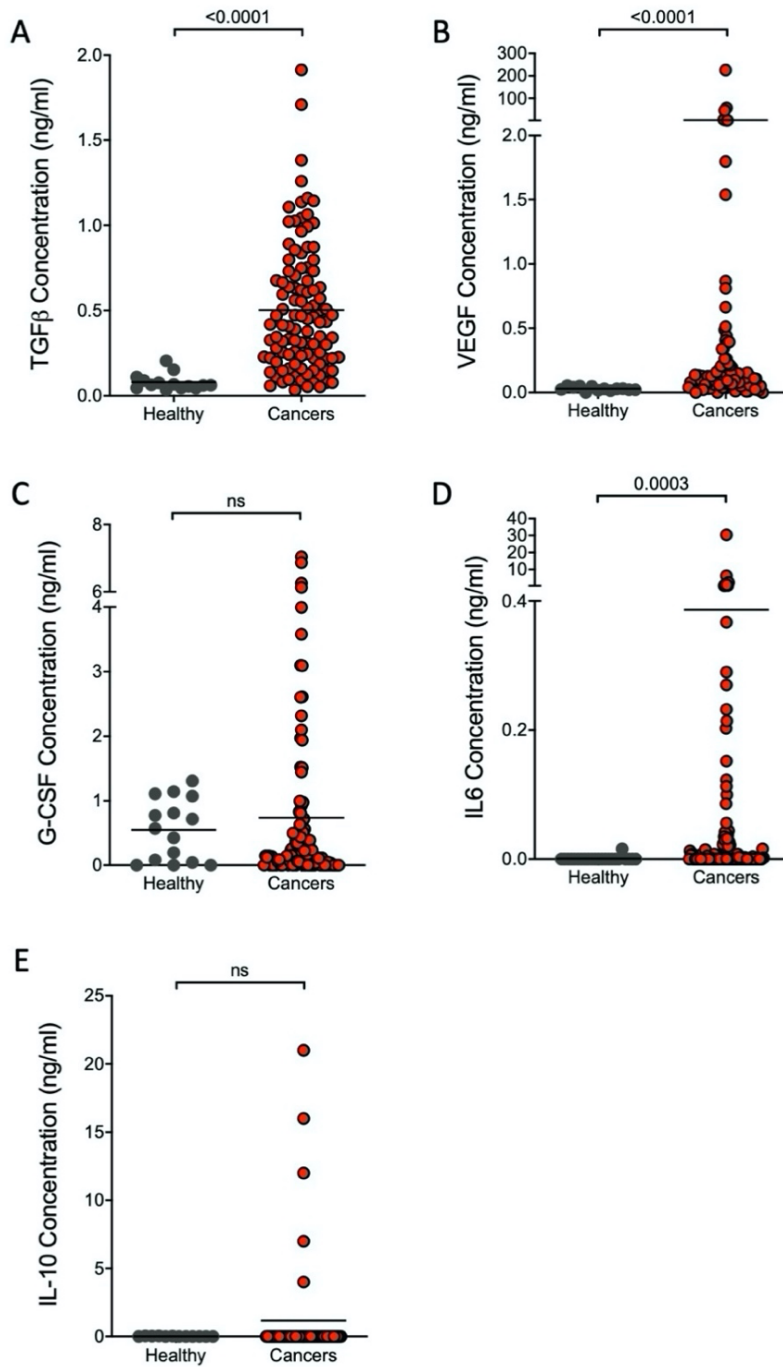 A
<0.0001
TGFβ Concentration (ng/ml)
2.0
1.5
1.0
0.5
0.0
Healthy
Cancers
B
<0.0001
VEGF Concentration (ng/ml)
300
200
100
2.0
1.5
1.0
0.5
0.0
Healthy
Cancers
C
ns
G-CSF Concentration (ng/ml)
8
6
4
3
2
1
0
Healthy
Cancers
D
0.0003
IL6 Concentration (ng/ml)
40
30
20
10
0.4
0.2
0.0
Healthy
Cancers
E
ns
IL-10 Concentration (ng/ml)
25
20
15
10
5
0
Healthy
Cancers